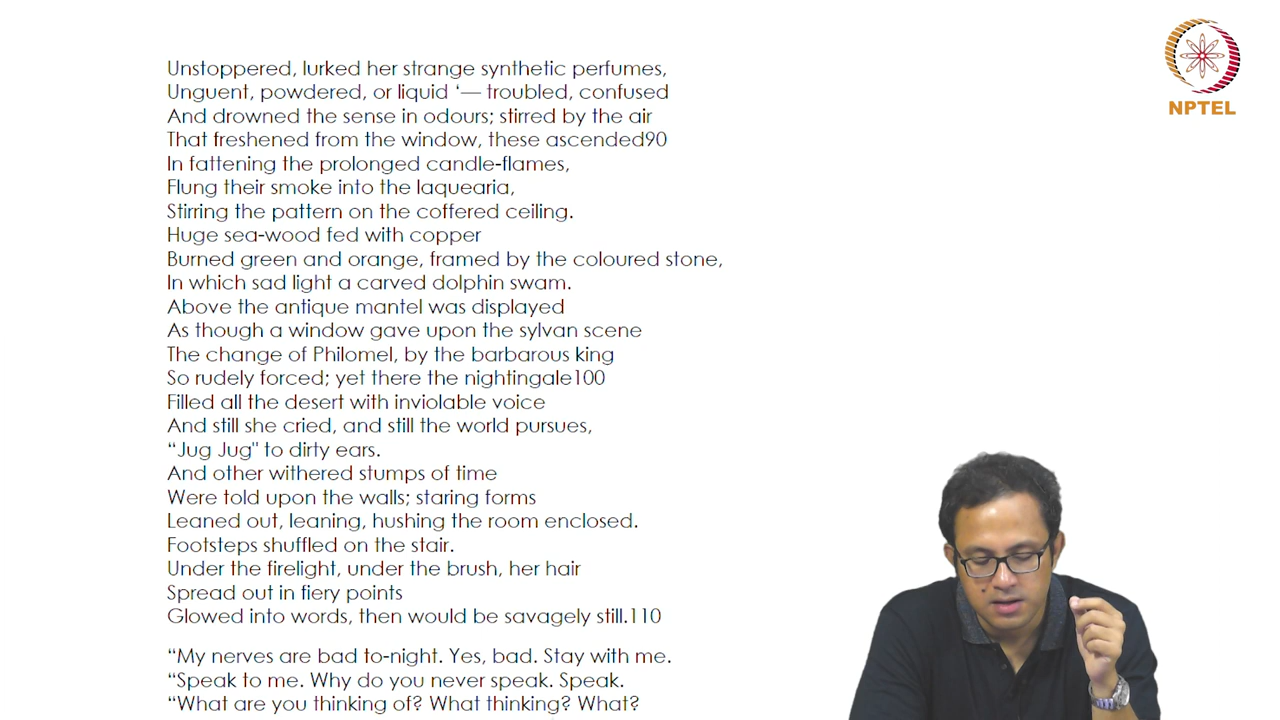 Unstoppered, lurked her strange synthetic perfumes,
Unguent, powdered, or liquid ‘— troubled, confused
And drowned the sense in odours; stirred by the air
That freshened from the window, these ascended90
In fattening the prolonged candle-flames,
Flung their smoke into the laquearia,
Stirring the pattern on the coffered ceiling.
Huge sea-wood fed with copper
Burned green and orange, framed by the coloured stone,
In which sad light a carved dolphin swam.
Above the antique mantel was displayed
As though a window gave upon the sylvan scene
The change of Philomel, by the barbarous king
So rudely forced; yet there the nightingale100
Filled all the desert with inviolable voice
And still she cried, and still the world pursues,
“Jug Jug" to dirty ears.
And other withered stumps of time
Were told upon the walls; staring forms
Leaned out, leaning, hushing the room enclosed.
Footsteps shuffled on the stair.
Under the firelight, under the brush, her hair
Spread out in fiery points
Glowed into words, then would be savagely still.110
“My nerves are bad to-night. Yes, bad. Stay with me.
“Speak to me. Why do you never speak. Speak.
“What are you thinking of? What thinking? What?
NPTEL